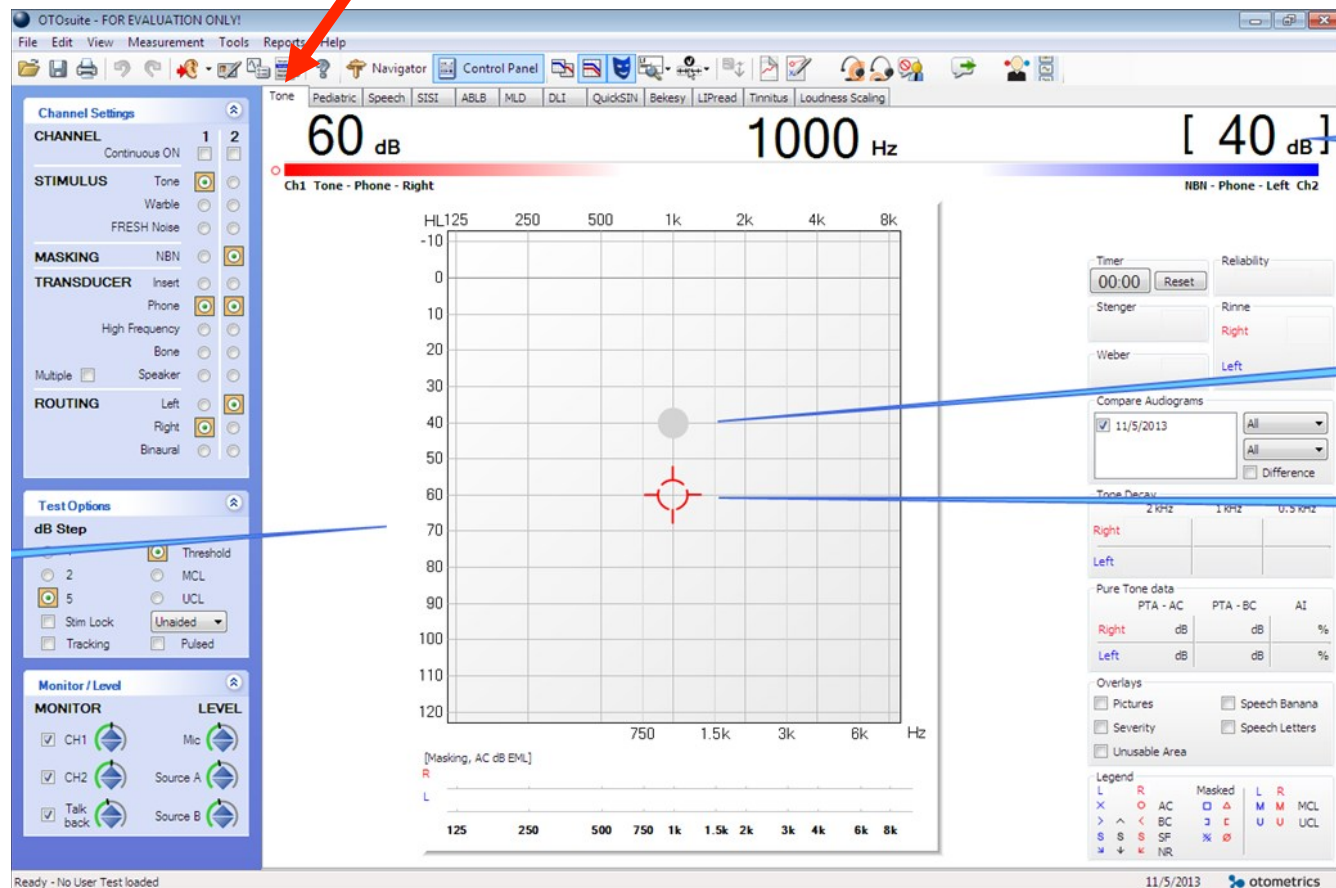 OTOsuite - FOR EVALUATION ONLY!
File Edit View Measurement Tools Reports Help
Navigator Control Panel
Tone Pediatric Speech SISI ABLB MLD DLI QuickSIN Bekesy LIPread Tinnitus Loudness Scaling
60 dB 1000 Hz [ 40 dB ]
Ch1 Tone - Phone - Right NBN - Phone - Left Ch2
Channel Settings
CHANNEL 1 2
Continuous ON
STIMULUS Tone
Warble
FRESH Noise
MASKING NBN
TRANSDUCER Insert
Phone
High Frequency
Bone
Multiple Speaker
ROUTING Left
Right
Binaural
Test Options
dB Step
Threshold
2 MCL
5 UCL
Stim Lock Unaided
Tracking Pulsed
Monitor / Level
MONITOR LEVEL
CH1 Mic
CH2 Source A
Talk back Source B
HL 125 250 500 1k 2k 4k 8k
-10
0
10
20
30
40
50
60
70
80
90
100
110
120
750 1.5k 3k 6k Hz
[Masking, AC dB EML]
R
L
125 250 500 750 1k 1.5k 2k 3k 4k 6k 8k
Timer Reliability
00:00 Reset
Stenger Rinne
Right
Weber
Left
Compare Audiograms
11/5/2013 All
All
Difference
Tone Decay
2 kHz 1 kHz 0.5 kHz
Right
Left
Pure Tone data
PTA - AC PTA - BC AI
Right dB dB %
Left dB dB %
Overlays
Pictures Speech Banana
Severity Speech Letters
Unusable Area
Legend
L R Masked L R
X O AC M M MCL
> ^ < BC U U UCL
S S S SF
NR
Ready - No User Test loaded 11/5/2013 otometrics